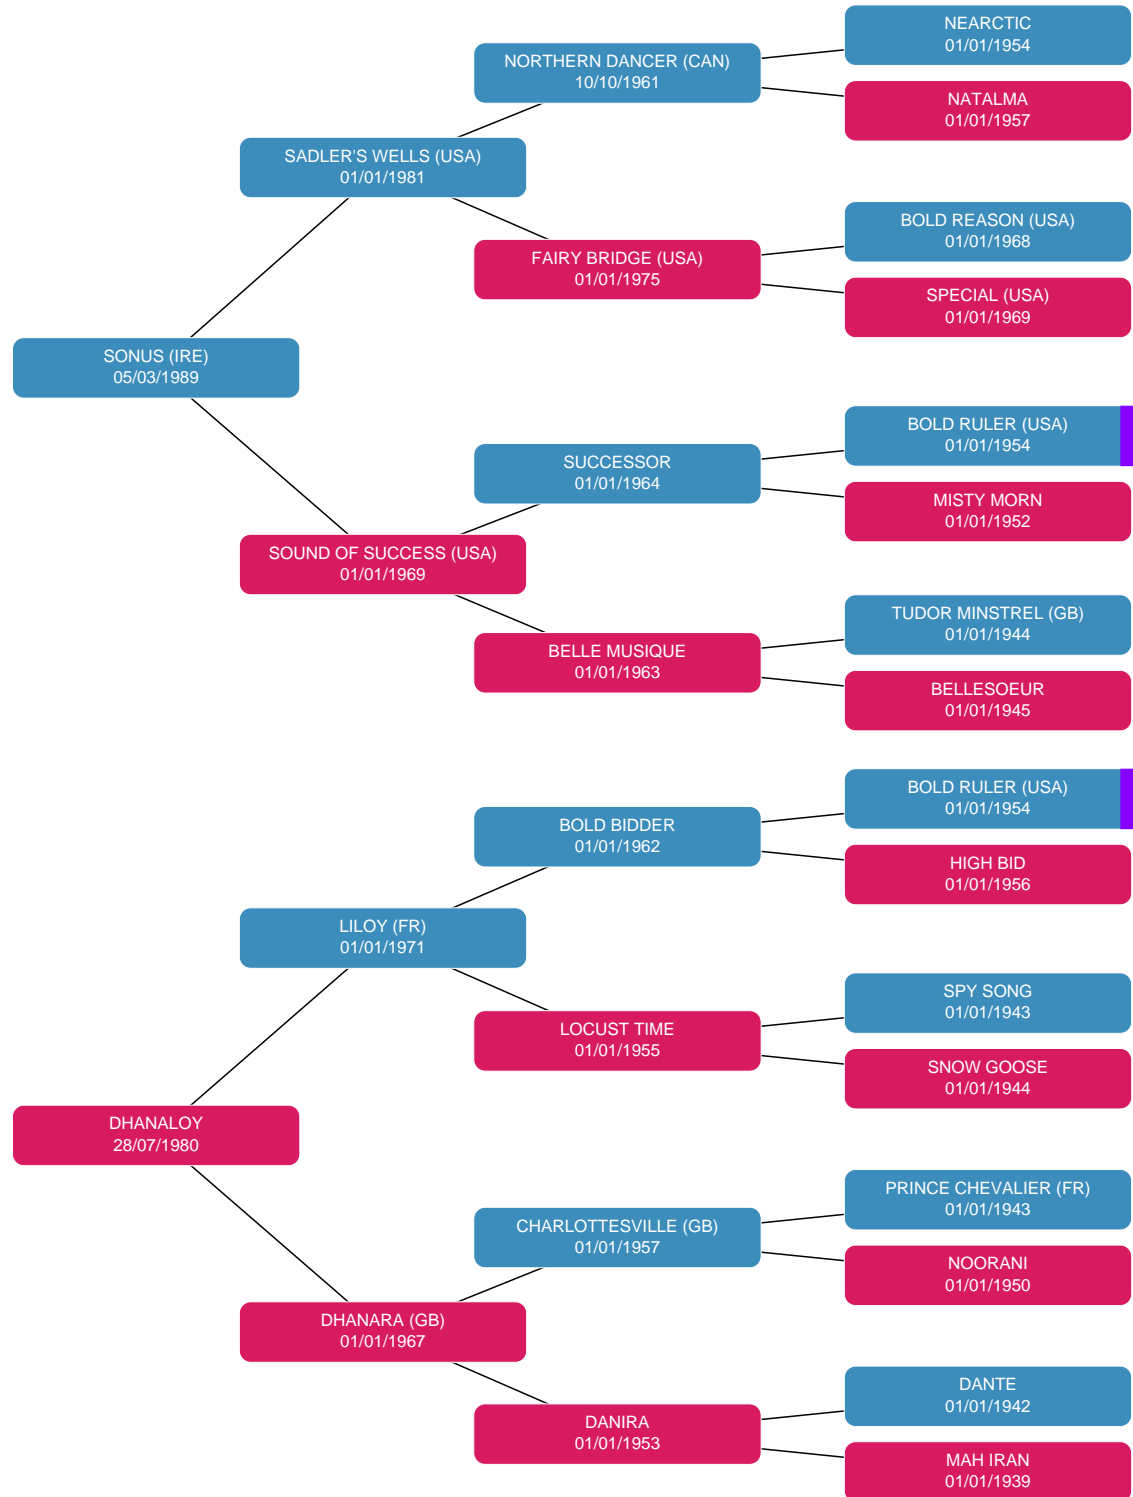 NEARCTIC
01/01/1954
NORTHERN DANCER (CAN)
10/10/1961
NATALMA
01/01/1957
SADLER'S WELLS (USA)
01/01/1981
BOLD REASON (USA)
01/01/1968
FAIRY BRIDGE (USA)
01/01/1975
SPECIAL (USA)
01/01/1969
SONUS (IRE)
05/03/1989
BOLD RULER (USA)
01/01/1954
SUCCESSOR
01/01/1964
MISTY MORN
01/01/1952
SOUND OF SUCCESS (USA)
01/01/1969
TUDOR MINSTREL (GB)
01/01/1944
BELLE MUSIQUE
01/01/1963
BELLESOEUR
01/01/1945
BOLD RULER (USA)
01/01/1954
BOLD BIDDER
01/01/1962
HIGH BID
01/01/1956
LILOY (FR)
01/01/1971
SPY SONG
01/01/1943
LOCUST TIME
01/01/1955
SNOW GOOSE
01/01/1944
DHANALOY
28/07/1980
PRINCE CHEVALIER (FR)
01/01/1943
CHARLOTTESVILLE (GB)
01/01/1957
NOORANI
01/01/1950
DHANARA (GB)
01/01/1967
DANTE
01/01/1942
DANIRA
01/01/1953
MAH IRAN
01/01/1939